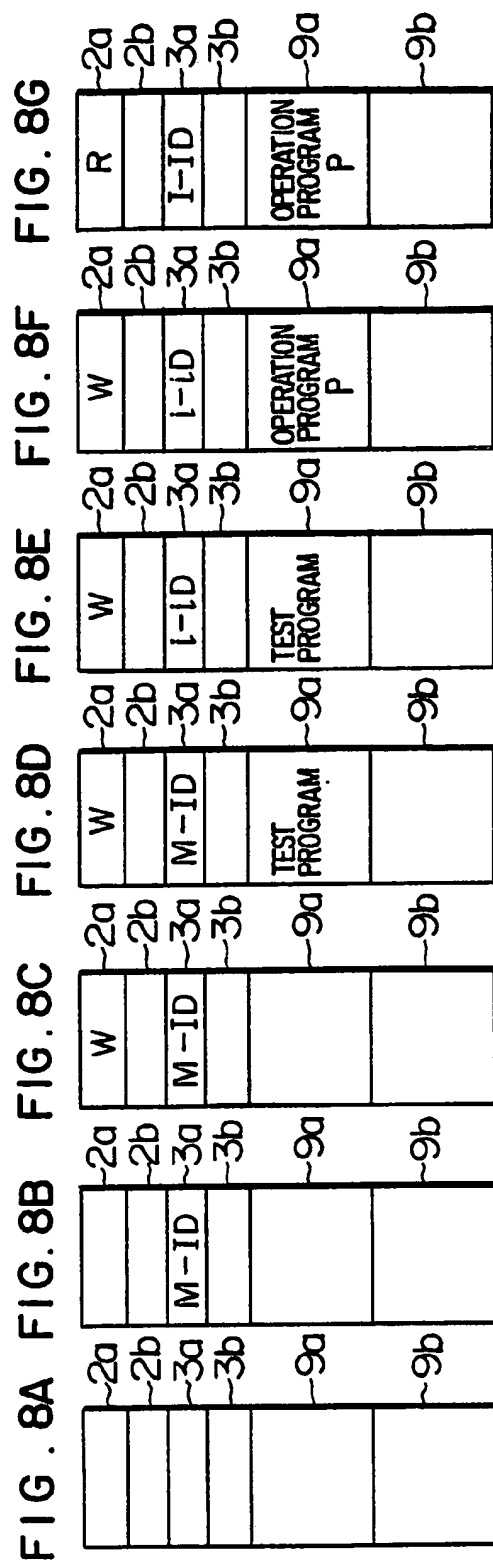 FIG. 8A
2a
2b
3a
3b
9a
9b
FIG. 8B
2a
2b
M-ID 3a
3b
9a
9b
FIG. 8C
W 2a
2b
M-ID 3a
3b
9a
9b
FIG. 8D
W 2a
2b
M-ID 3a
3b
TEST
PROGRAM 9a
9b
FIG. 8E
W 2a
2b
i-iD 3a
3b
TEST
PROGRAM 9a
9b
FIG. 8F
W 2a
2b
i-iD 3a
3b
OPERATION
PROGRAM 9a
P
9b
FIG. 8G
R 2a
2b
I-ID 3a
3b
OPERATION
PROGRAM 9a
P
9b